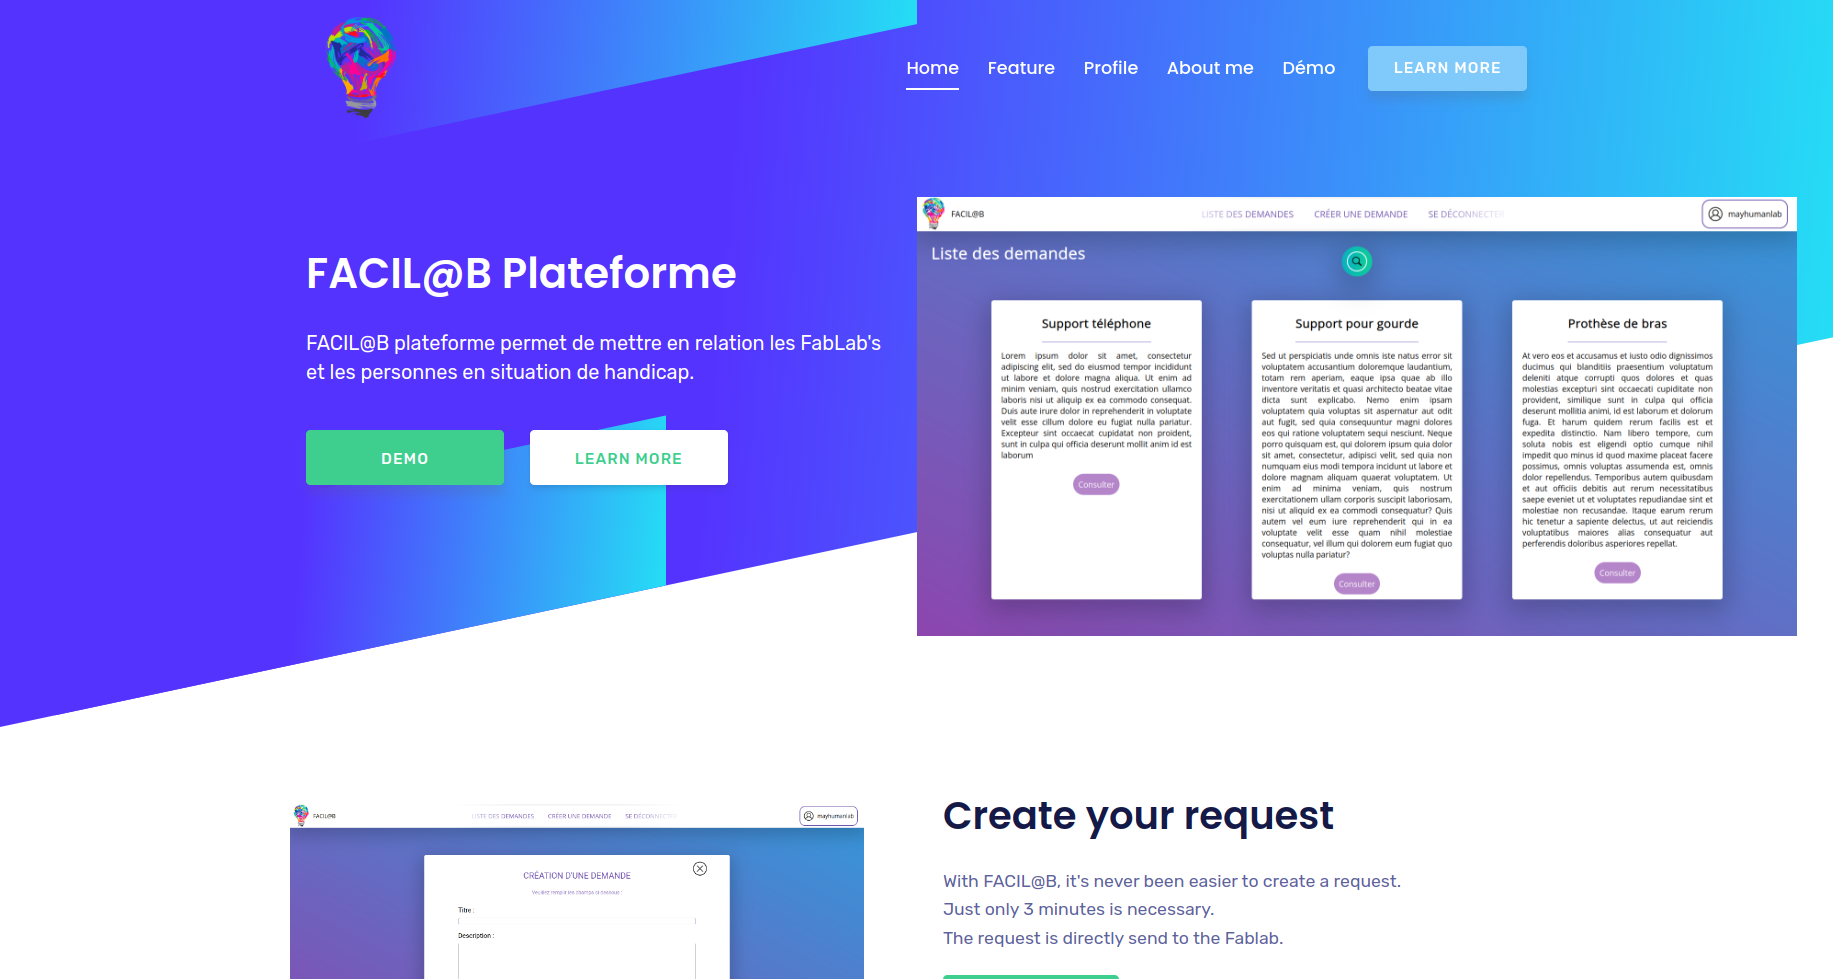 Home Feature Profile About me Démo LEARN MORE
FACIL@B Plateforme
FACIL@B plateforme permet de mettre en relation les FabLab's
et les personnes en situation de handicap.
DEMO LEARN MORE
FACIL@B LISTE DES DEMANDES CRÉER UNE DEMANDE SE DÉCONNECTER mayhumanlab
Liste des demandes
Support téléphone
Lorem ipsum dolor sit amet, consectetur
adipiscing elit, sed do eiusmod tempor incididunt
ut labore et dolore magna aliqua. Ut enim ad
minim veniam, quis nostrud exercitation ullamco
laboris nisi ut aliquip ex ea commodo consequat.
Duis aute irure dolor in reprehenderit in voluptate
velit esse cillum dolore eu fugiat nulla pariatur.
Excepteur sint occaecat cupidatat non proident,
sunt in culpa qui officia deserunt mollit anim id est
laborum
Consulter
Support pour gourde
Sed ut perspiciatis unde omnis iste natus error sit
voluptatem accusantium doloremque laudantium,
totam rem aperiam, eaque ipsa quae ab illo
inventore veritatis et quasi architecto beatae vitae
dicta sunt explicabo. Nemo enim ipsam
voluptatem quia voluptas sit aspernatur aut odit
aut fugit, sed quia consequuntur magni dolores
eos qui ratione voluptatem sequi nesciunt. Neque
porro quisquam est, qui dolorem ipsum quia dolor
sit amet, consectetur, adipisci velit, sed quia non
numquam eius modi tempora incidunt ut labore et
dolore magnam aliquam quaerat voluptatem. Ut
enim ad minima veniam, quis nostrum
exercitationem ullam corporis suscipit laboriosam,
nisi ut aliquid ex ea commodi consequatur? Quis
autem vel eum iure reprehenderit qui in ea
voluptate velit esse quam nihil molestiae
consequatur, vel illum qui dolorem eum fugiat quo
voluptas nulla pariatur?
Consulter
Prothèse de bras
At vero eos et accusamus et iusto odio dignissimos
ducimus qui blanditiis praesentium voluptatum
deleniti atque corrupti quos dolores et quas
molestias excepturi sint occaecati cupiditate non
provident, similique sunt in culpa qui officia
deserunt mollitia animi, id est laborum et dolorum
fuga. Et harum quidem rerum facilis est et
expedita distinctio. Nam libero tempore, cum
soluta nobis est eligendi optio cumque nihil
impedit quo minus id quod maxime placeat facere
possimus, omnis voluptas assumenda est, omnis
dolor repellendus. Temporibus autem quibusdam
et aut officiis debitis aut rerum necessitatibus
saepe eveniet ut et voluptates repudiandae sint et
molestiae non recusandae. Itaque earum rerum
hic tenetur a sapiente delectus, ut aut reiciendis
voluptatibus maiores alias consequatur aut
perferendis doloribus asperiores repellat.
Consulter
FACIL@B LISTE DES DEMANDES CRÉER UNE DEMANDE SE DÉCONNECTER mayhumanlab
CRÉATION D'UNE DEMANDE
Veuillez remplir les champs ci-dessous :
Titre :
Description :
Create your request
With FACIL@B, it's never been easier to create a request.
Just only 3 minutes is necessary.
The request is directly send to the Fablab.